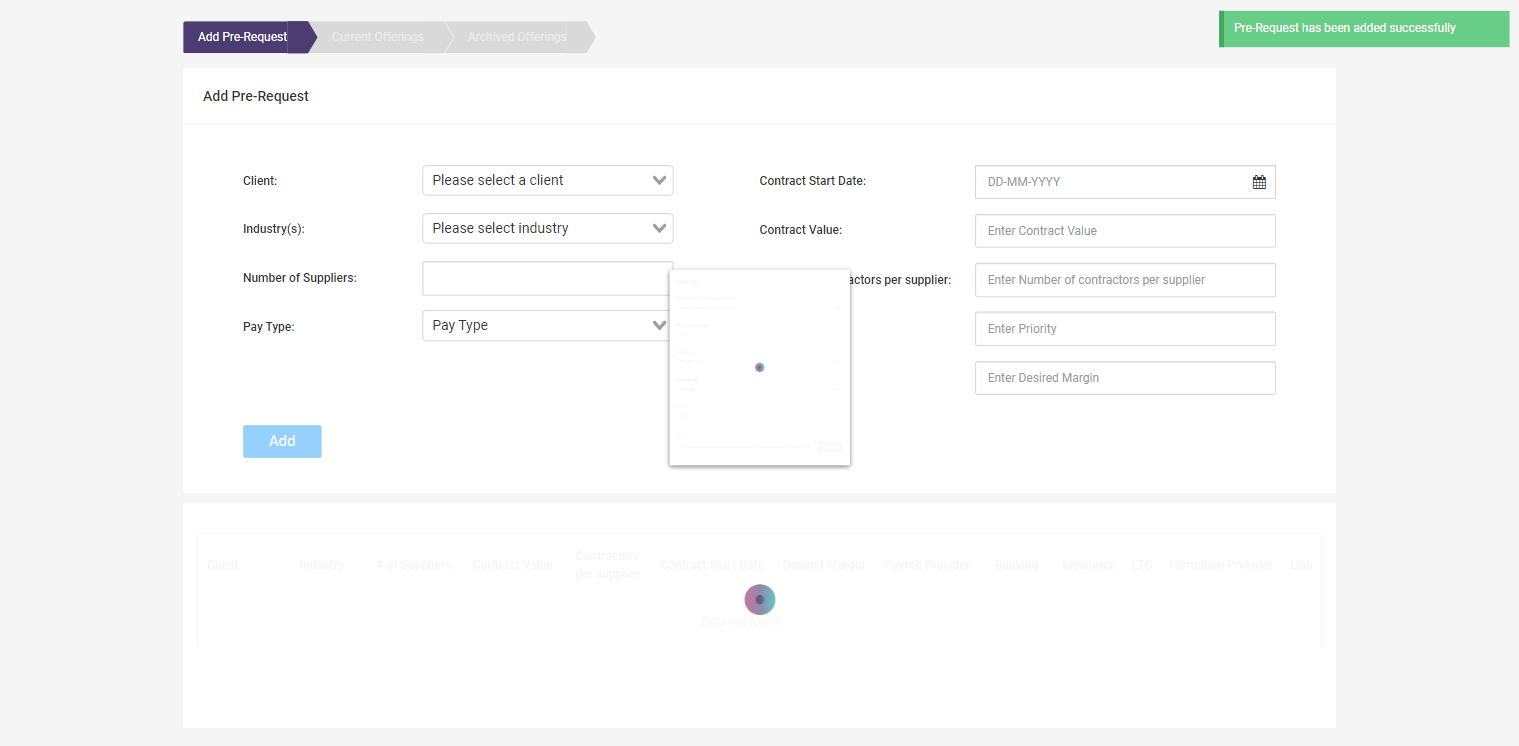 Add Pre-Request
Current Offerings
Archived Offerings
Pre-Request has been added successfully
Add Pre-Request
Client:
Please select a client
Contract Start Date:
DD-MM-YYYY
Industry(s):
Please select industry
Contract Value:
Enter Contract Value
Number of Suppliers:
actors per supplier:
Enter Number of contractors per supplier
Pay Type:
Pay Type
Enter Priority
Enter Desired Margin
Add
Client
Industry
# of Suppliers
Contract Value
Contractors
per supplier
Contract Start Date
Desired Margin
Payroll Provider
Banking
Insurance
LTC
Formation Provider
Link
Data not found